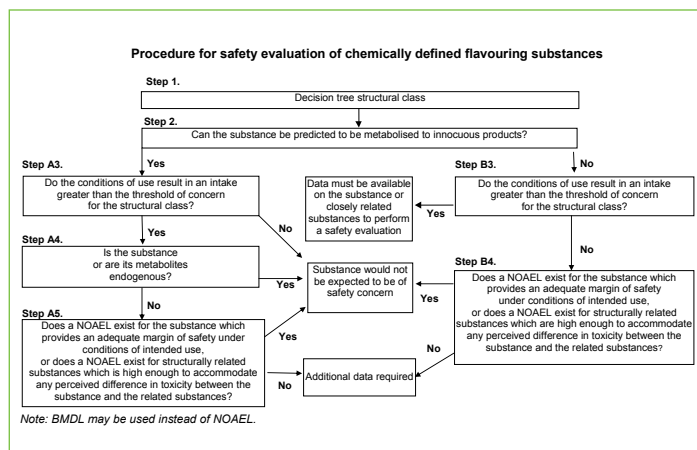 Procedure for safety evaluation of chemically defined flavouring substances
Step 1.
Decision tree structural class
Step 2.
Can the substance be predicted to be metabolised to innocuous products?
Step A3.
Yes
Do the conditions of use result in an intake
greater than the threshold of concern
for the structural class?
Data must be available
on the substance or
closely related
substances to perform
a safety evaluation
Step B3.
No
Do the conditions of use result in an intake
greater than the threshold of concern
for the structural class?
Yes
No
Step A4.
Yes
Is the substance
or are its metabolites
endogenous?
Yes
Substance would not
be expected to be of
safety concern
No
Step B4.
Does a NOAEL exist for the substance which
provides an adequate margin of safety
under conditions of intended use,
or does a NOAEL exist for structurally related
substances which are high enough to accommodate
any perceived difference in toxicity between the
substance and the related substances?
Yes
No
Step A5.
No
Does a NOAEL exist for the substance which
provides an adequate margin of safety under
conditions of intended use,
or does a NOAEL exist for structurally related
substances which is high enough to accommodate
any perceived difference in toxicity between the
substance and the related substances?
Yes
No
Additional data required
Note: BMDL may be used instead of NOAEL.